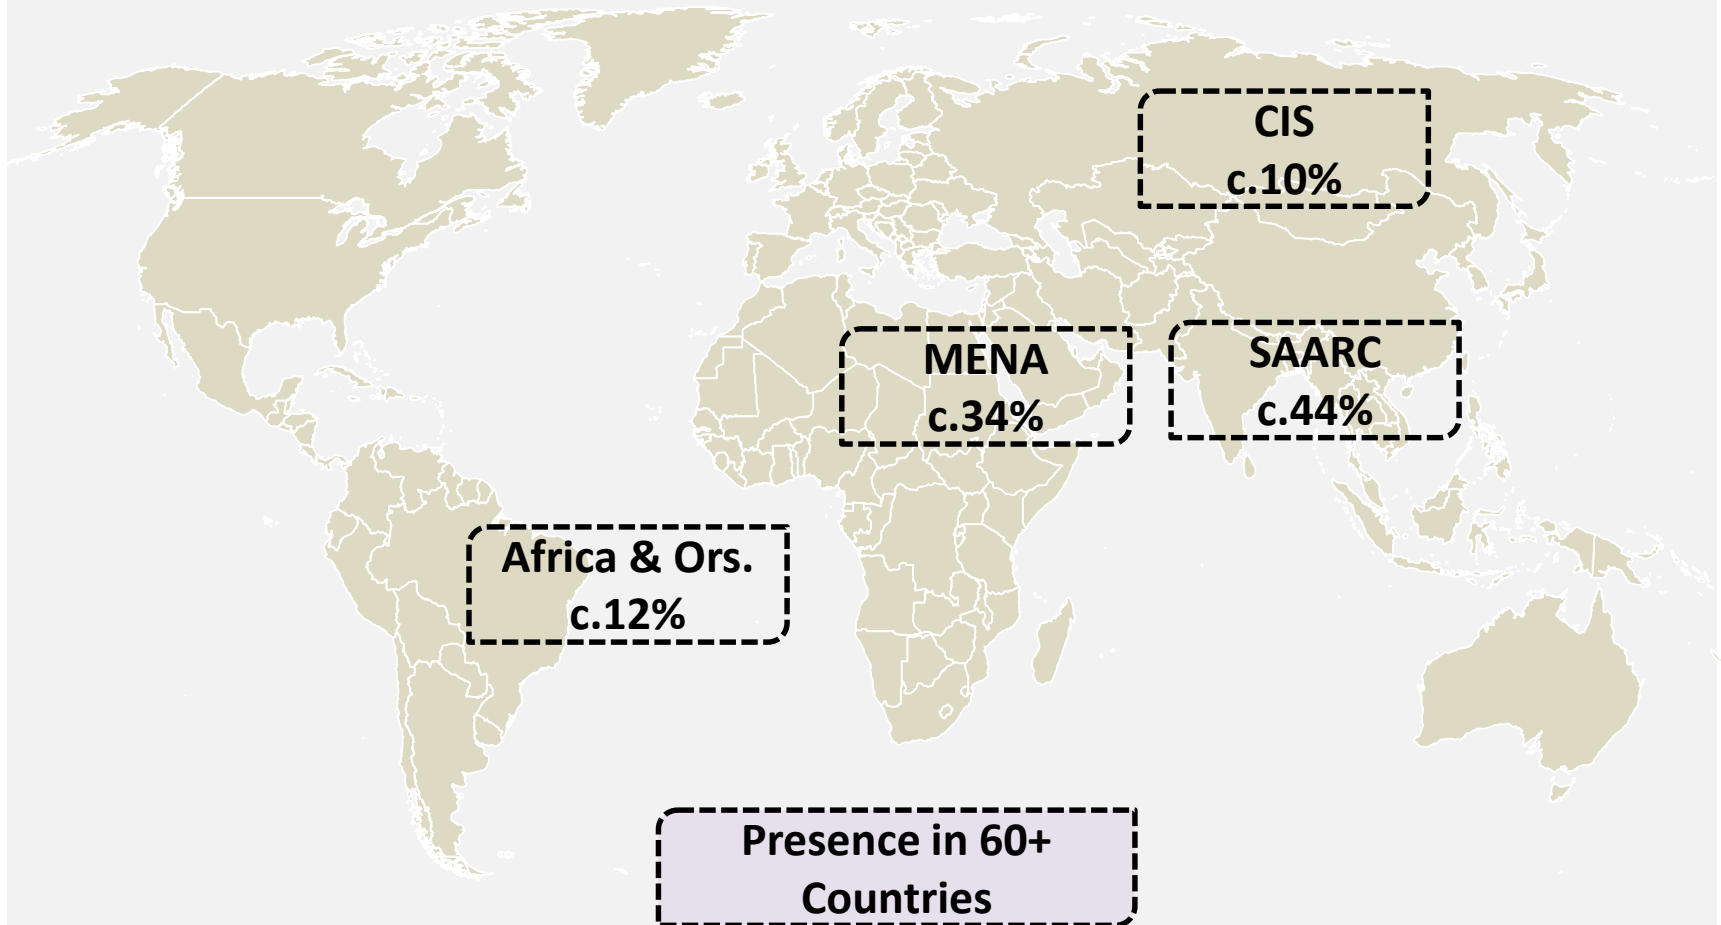 CIS
c.10%
MENA
c.34%
SAARC
c.44%
Africa & Ors.
c.12%
Presence in 60+
Countries